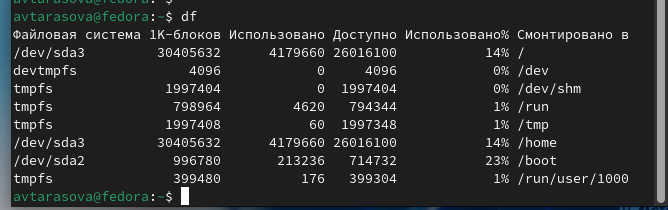 avtarasova@fedora:~$ df
Файловая система 1K-блоков Использовано Доступно Использовано% Смонтировано в
/dev/sda3 30405632 4179660 26016100 14% /
devtmpfs 4096 0 4096 0% /dev
tmpfs 1997404 0 1997404 0% /dev/shm
tmpfs 798964 4620 794344 1% /run
tmpfs 1997408 60 1997348 1% /tmp
/dev/sda3 30405632 4179660 26016100 14% /home
/dev/sda2 996780 213236 714732 23% /boot
tmpfs 399480 176 399304 1% /run/user/1000
avtarasova@fedora:~$